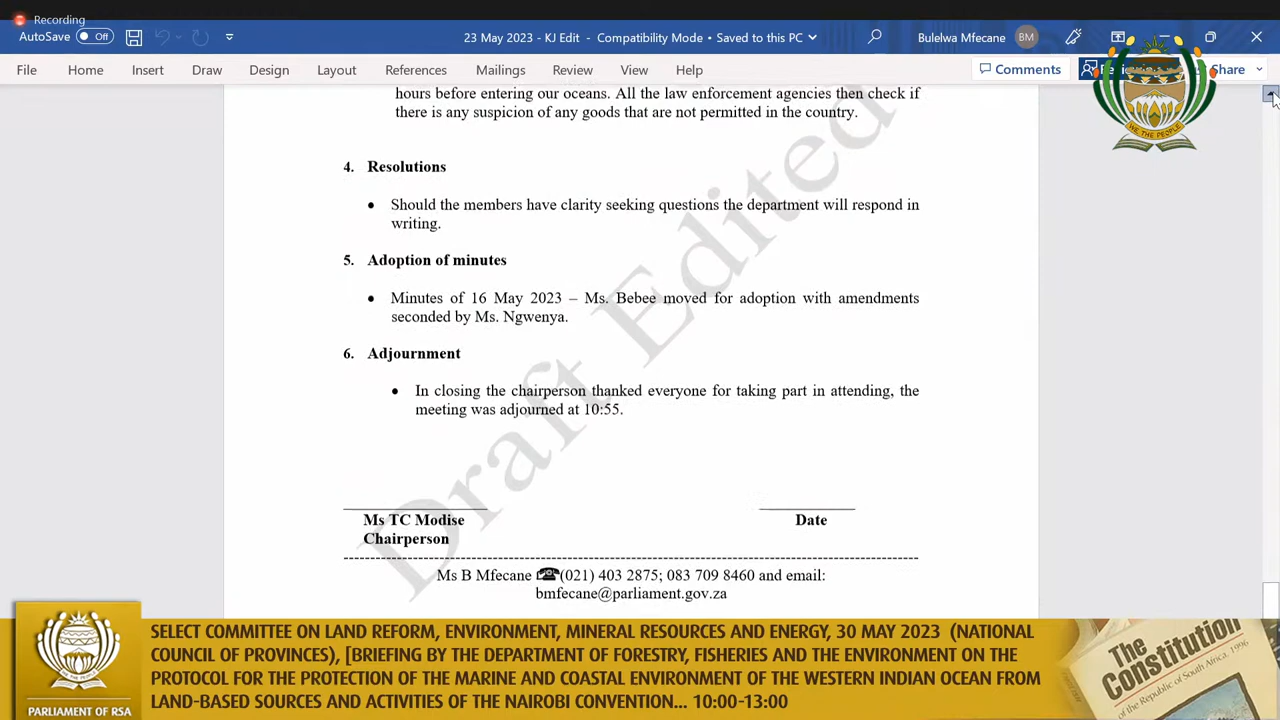 Recording
AutoSave Off 23 May 2023 - KJ Edit - Compatibility Mode - Saved to this PC Bulelwa Mfecane BM
File Home Insert Draw Design Layout References Mailings Review View Help Comments Share
WE THE PEOPLE
hours before entering our oceans. All the law enforcement agencies then check if
there is any suspicion of any goods that are not permitted in the country.
4. Resolutions
• Should the members have clarity seeking questions the department will respond in
writing.
5. Adoption of minutes
• Minutes of 16 May 2023 – Ms. Bebee moved for adoption with amendments
seconded by Ms. Ngwenya.
6. Adjournment
• In closing the chairperson thanked everyone for taking part in attending, the
meeting was adjourned at 10:55.
Draft Edited
Ms TC Modise Date
Chairperson
Ms B Mfecane ☎(021) 403 2875; 083 709 8460 and email:
bmfecane@parliament.gov.za
SELECT COMMITTEE ON LAND REFORM, ENVIRONMENT, MINERAL RESOURCES AND ENERGY, 30 MAY 2023 (NATIONAL
COUNCIL OF PROVINCES), [BRIEFING BY THE DEPARTMENT OF FORESTRY, FISHERIES AND THE ENVIRONMENT ON THE
PROTOCOL FOR THE PROTECTION OF THE MARINE AND COASTAL ENVIRONMENT OF THE WESTERN INDIAN OCEAN FROM
LAND-BASED SOURCES AND ACTIVITIES OF THE NAIROBI CONVENTION... 10:00-13:00
PARLIAMENT OF RSA
The
Constitution
of the Republic of South Africa, 1996